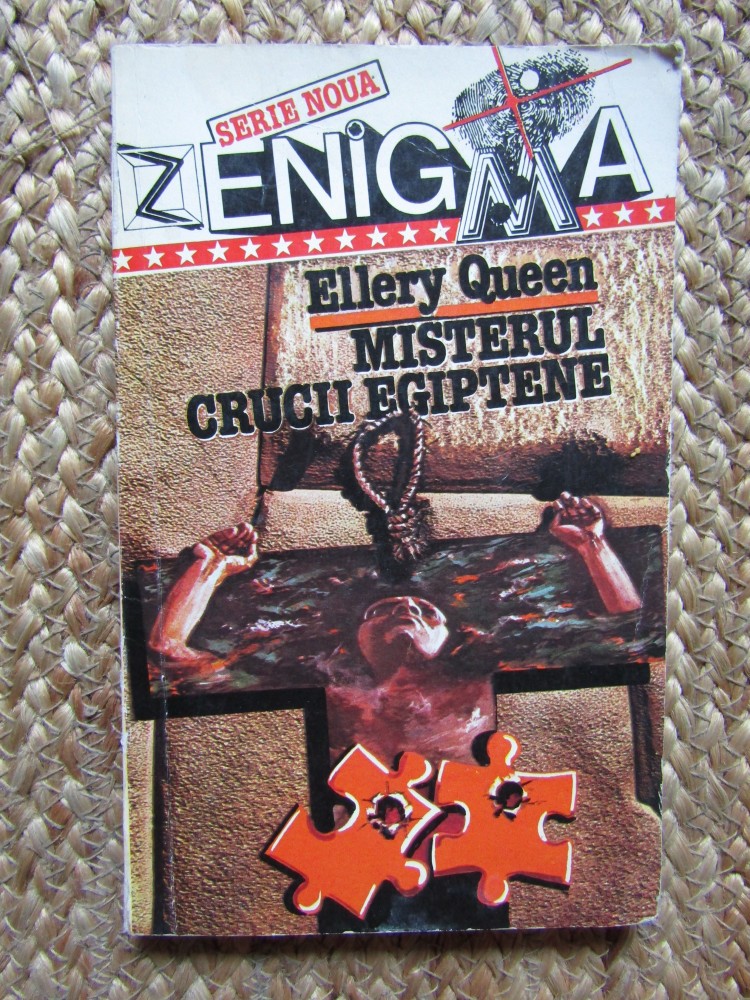 SERIE NOUA
ENIGMA
Ellery Queen
MISTERUL
CRUCII EGIPTENE